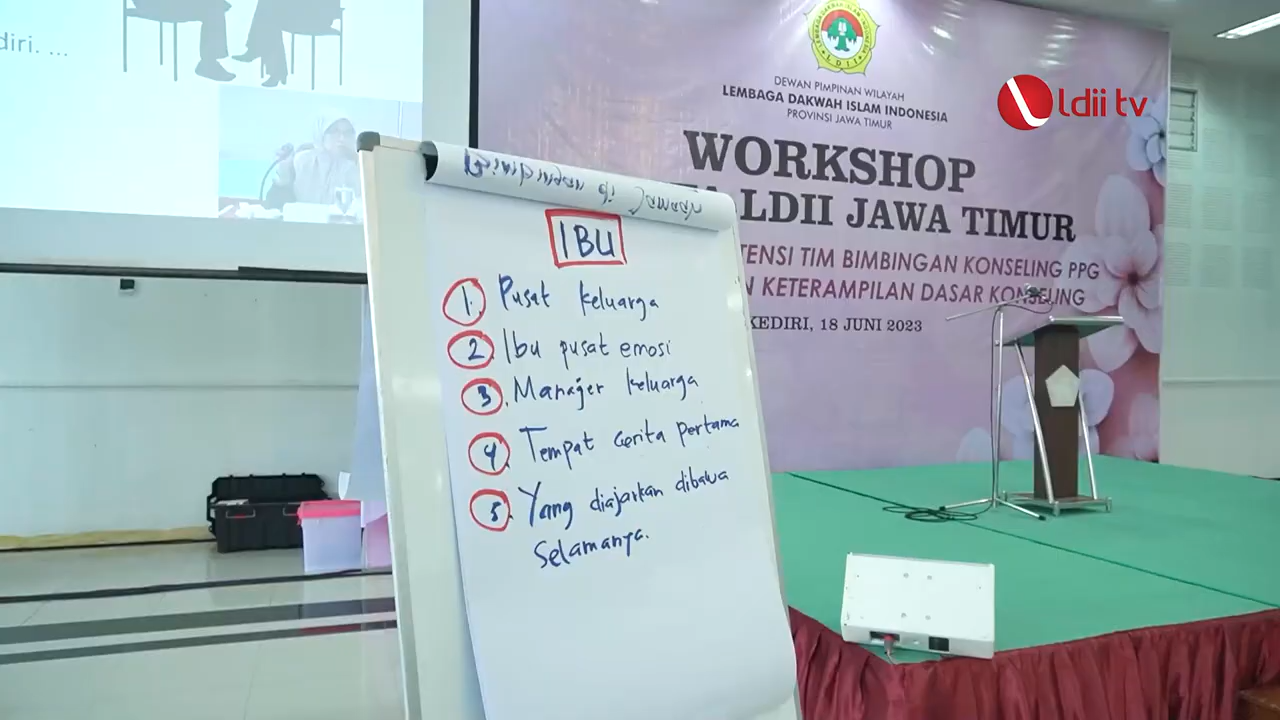 diri. ...
DEWAN PIMPINAN WILAYAH
LEMBAGA DAKWAH ISLAM INDONESIA
PROVINSI JAWA TIMUR
WORKSHOP
LDII JAWA TIMUR
TENSI TIM BIMBINGAN KONSELING PPG
N KETERAMPILAN DASAR KONSELING
KEDIRI, 18 JUNI 2023
ldii tv
IBU
1. Pusat keluarga
2 Ibu pusat emosi
3. Manajer keluarga
4. Tempat cerita pertama
5. Yang diajarkan dibawa
Selamanya.